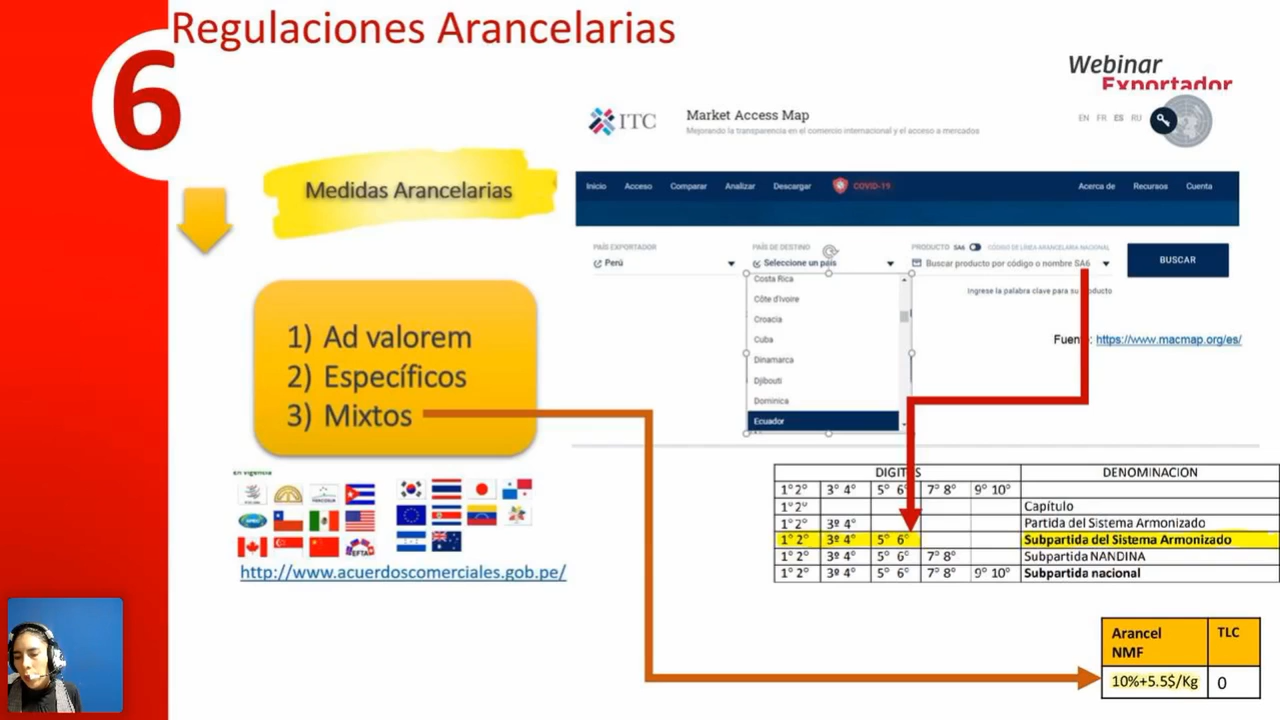 Regulaciones Arancelarias
6
Webinar
Exportador
ITC
Market Access Map
Mejorando la transparencia en el comercio internacional y el acceso a mercados
EN FR ES RU
Medidas Arancelarias
Inicio Acceso Comparar Analizar Descargar COVID-19 Acerca de Recursos Cuenta
PAÍS EXPORTADOR
Perú
PAÍS DE DESTINO
Seleccione un país
PRODUCTO SA6 CÓDIGO DE LÍNEA ARANCELARIA NACIONAL
Buscar producto por código o nombre SA6
BUSCAR
Ingrese la palabra clave para su producto
Costa Rica
Côte d'Ivoire
Croacia
Cuba
Dinamarca
Djibouti
Dominica
Ecuador
Fuente: https://www.macmap.org/es/
1) Ad valorem
2) Específicos
3) Mixtos
en vigencia
EFTA
http://www.acuerdoscomerciales.gob.pe/
DIGITOS DENOMINACION
1° 2° 3° 4° 5° 6° 7° 8° 9° 10°
1° 2° Capítulo
1° 2° 3º 4° Partida del Sistema Armonizado
1° 2° 3º 4° 5° 6° Subpartida del Sistema Armonizado
1° 2° 3º 4° 5° 6° 7° 8° Subpartida NANDINA
1° 2° 3º 4° 5° 6° 7° 8° 9° 10° Subpartida nacional
Arancel NMF TLC
10%+5.5$/Kg 0